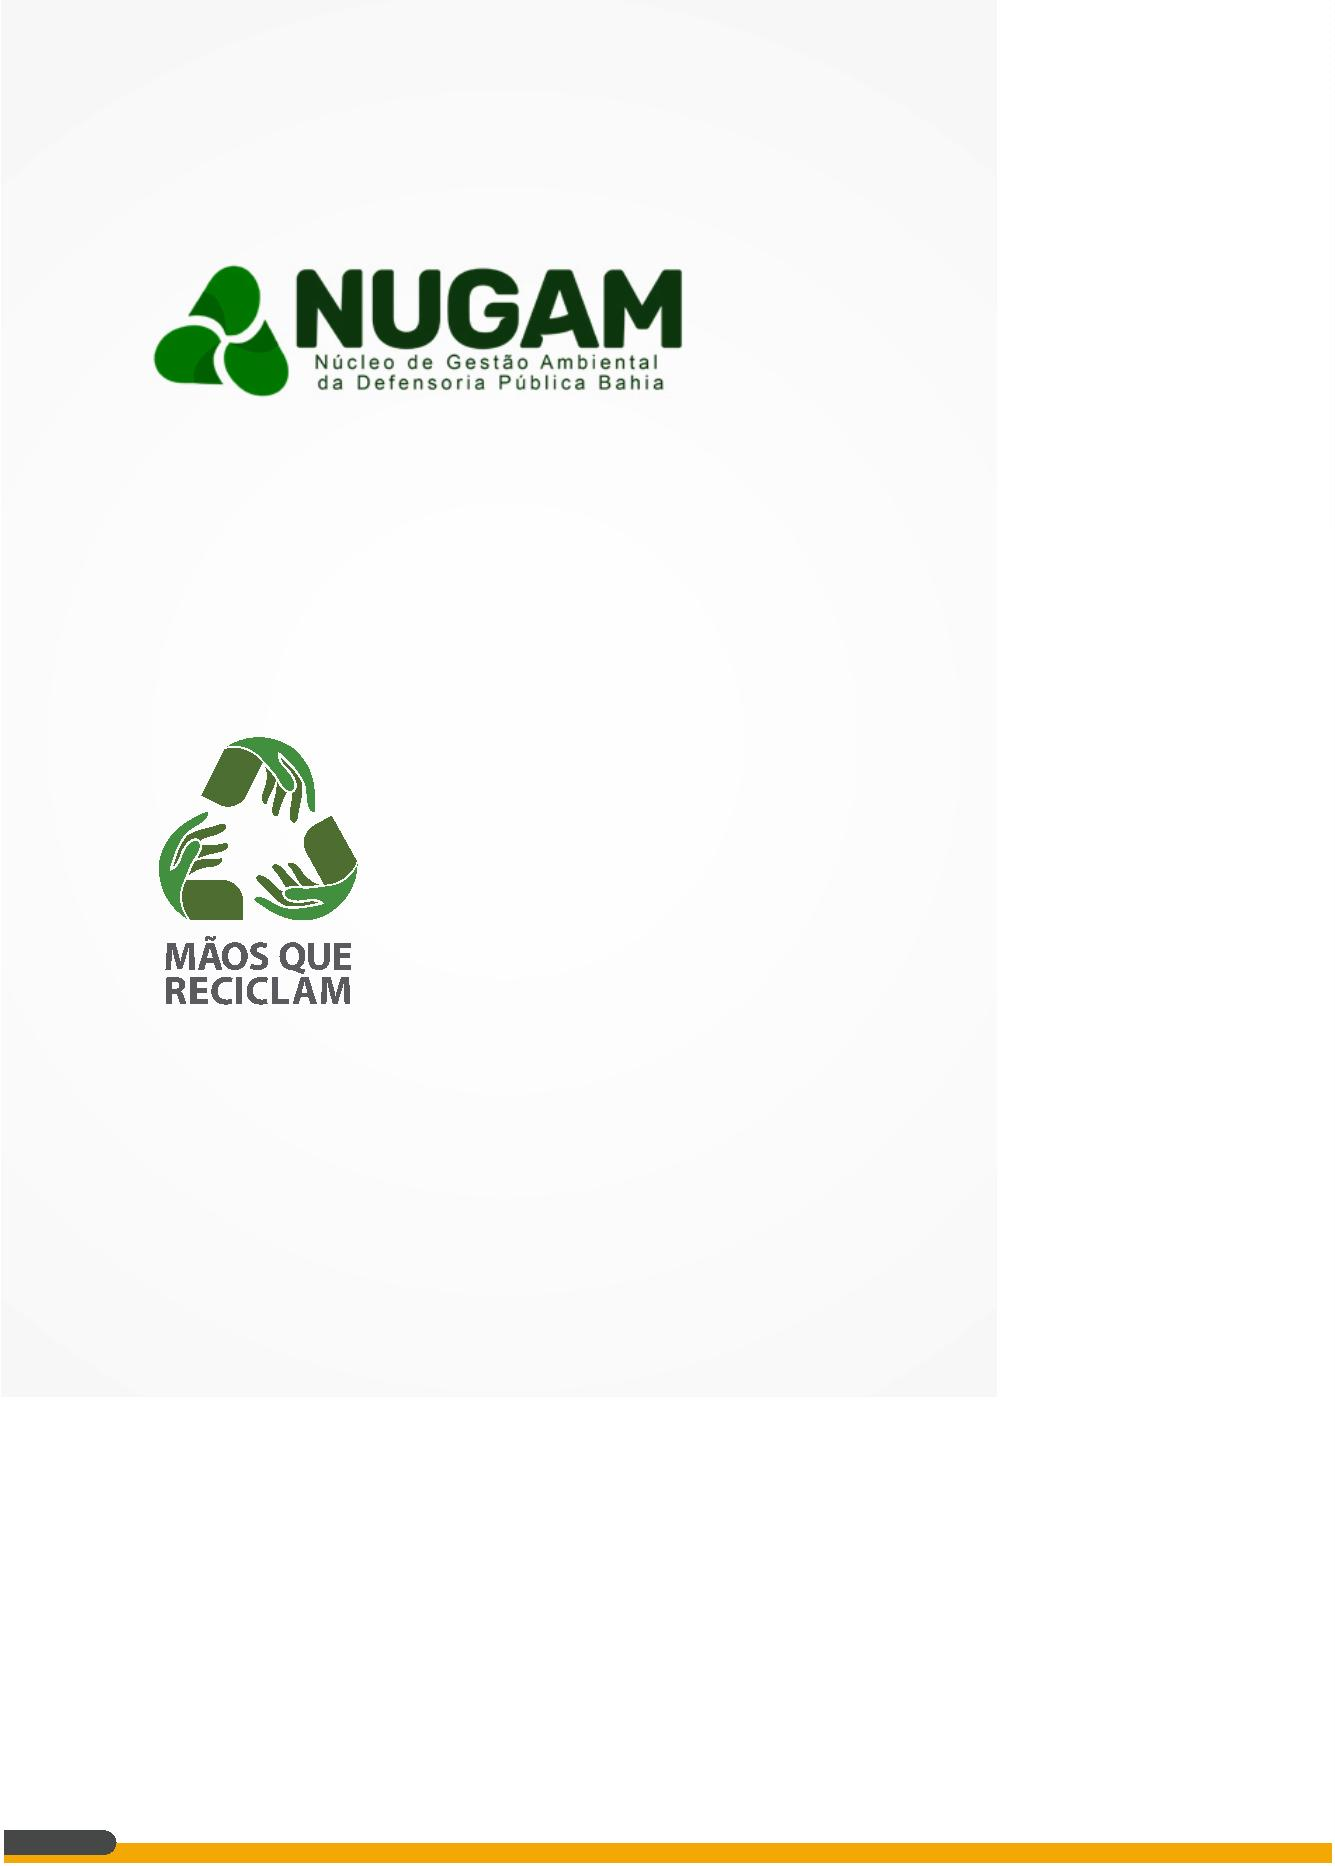 NUGAM
Núcleo de Gestão Ambiental
da Defensoria Pública Bahia
MÃOS QUE
RECICLAM